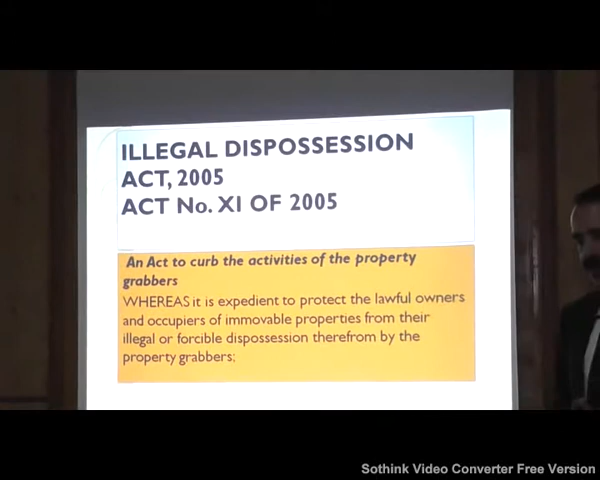 ILLEGAL DISPOSSESSION
ACT, 2005
ACT No. XI OF 2005
An Act to curb the activities of the property
grabbers
WHEREAS it is expedient to protect the lawful owners
and occupiers of immovable properties from their
illegal or forcible dispossession therefrom by the
property grabbers;
Sothink Video Converter Free Version